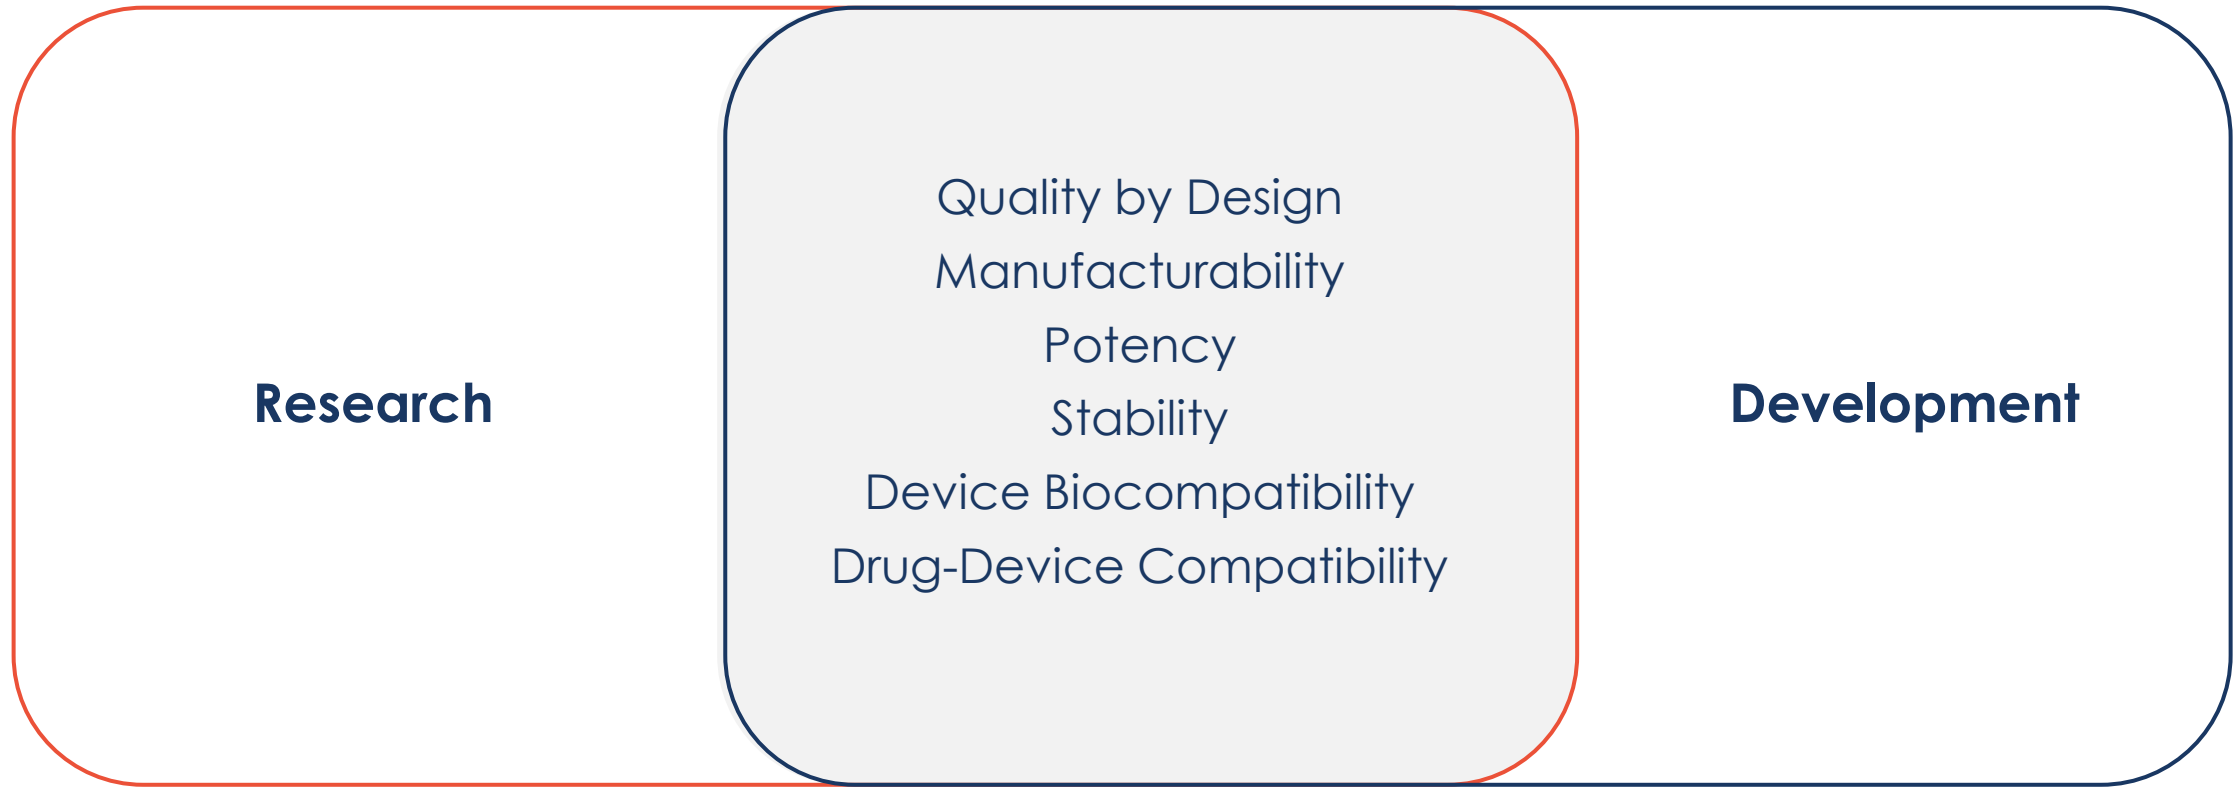 Research
Quality by Design
Manufacturability
Potency
Stability
Device Biocompatibility
Drug-Device Compatibility
Development